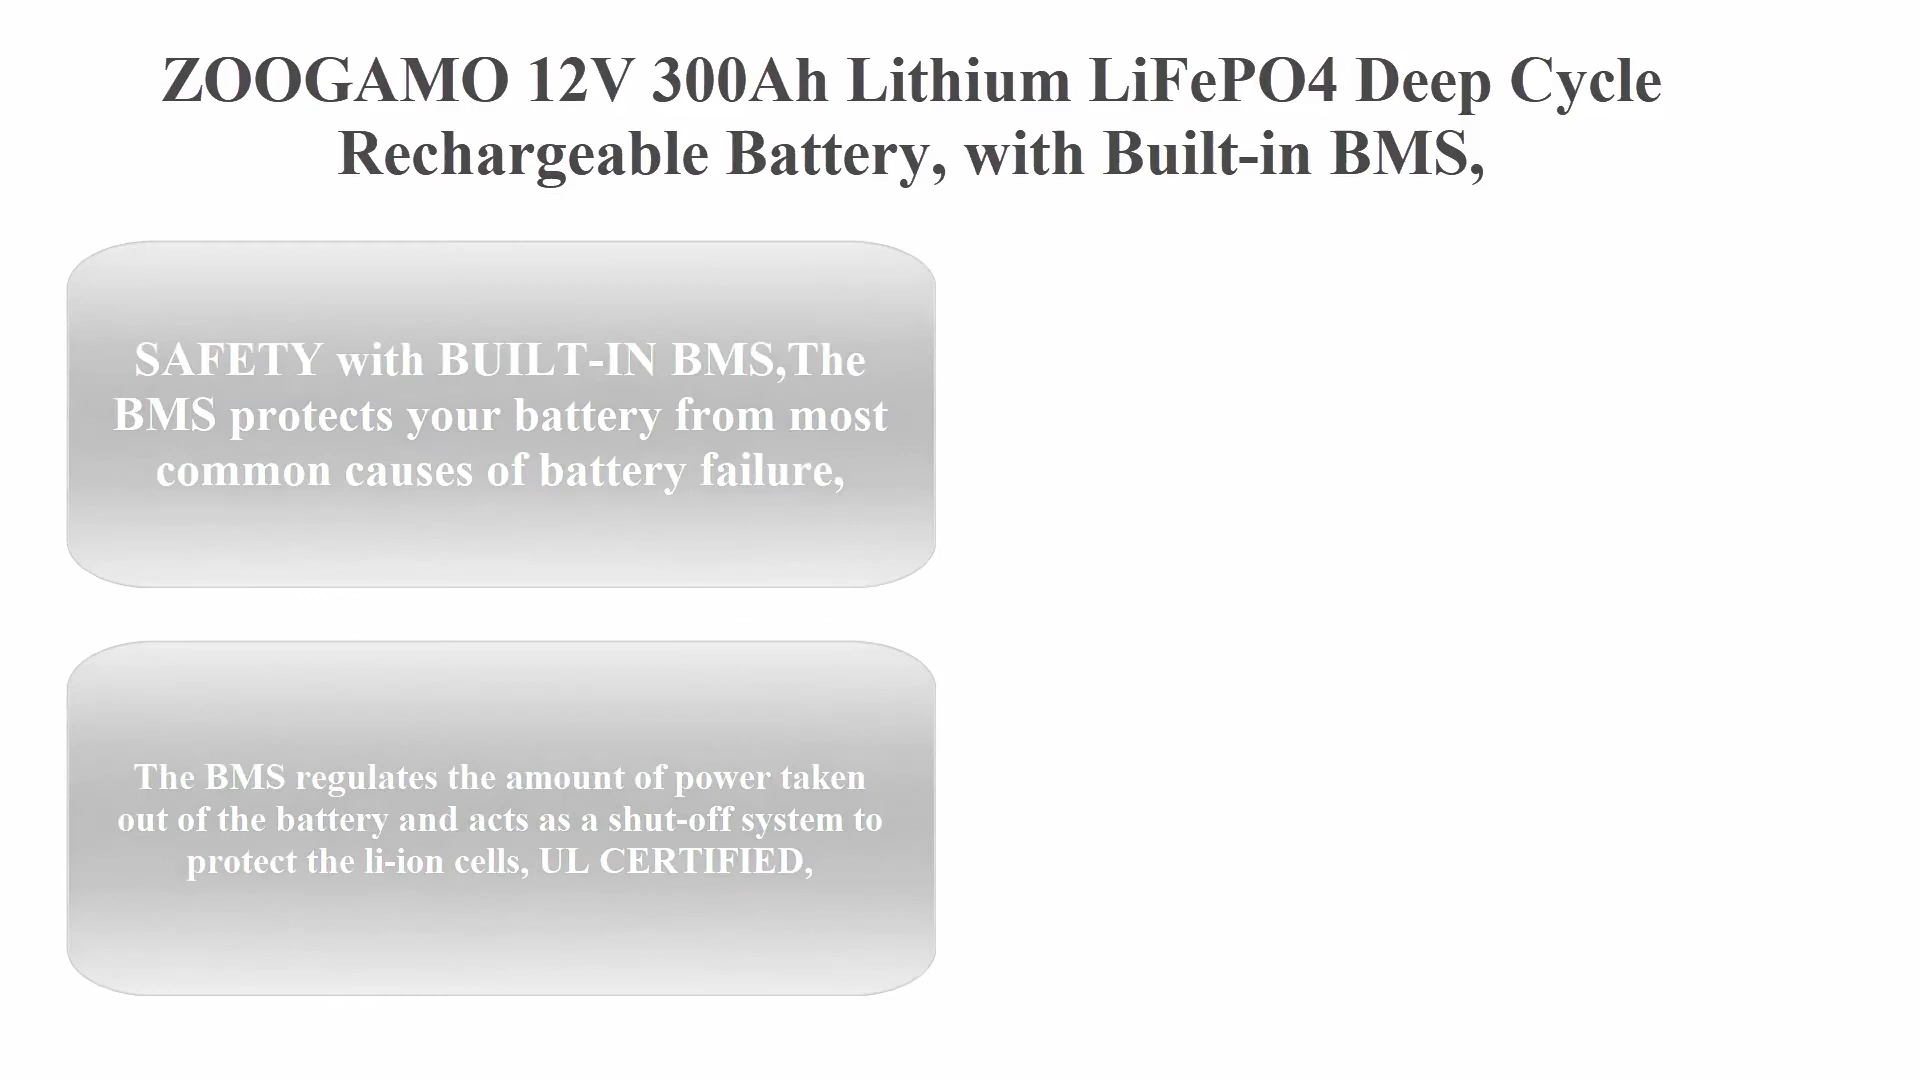 ZOOGAMO 12V 300Ah Lithium LiFePO4 Deep Cycle
Rechargeable Battery, with Built-in BMS,
SAFETY with BUILT-IN BMS,The
BMS protects your battery from most
common causes of battery failure,
The BMS regulates the amount of power taken
out of the battery and acts as a shut-off system to
protect the li-ion cells, UL CERTIFIED,